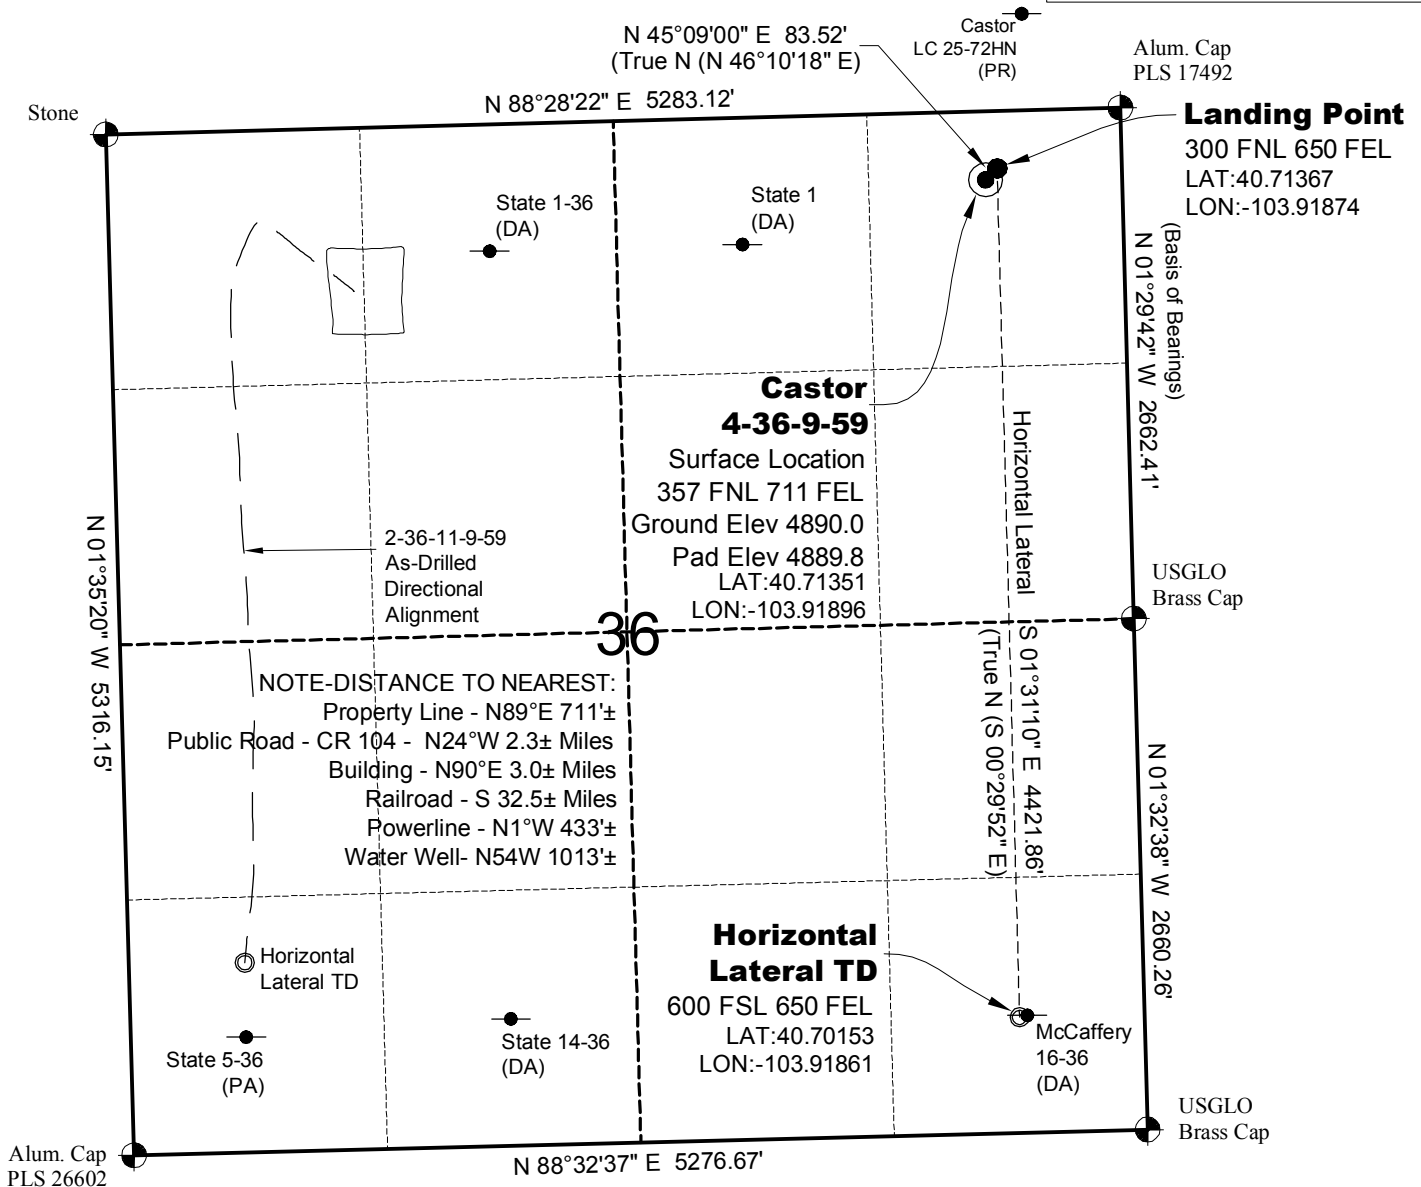 N 45°09'00" E  83.52'
(True N (N 46°10'18" E)
Castor
LC 25-72HN
(PR)
Alum. Cap
PLS 17492
Stone
N 88°28'22" E  5283.12'
Landing Point
300 FNL 650 FEL
LAT:40.71367
LON:-103.91874
State 1-36
(DA)
State 1
(DA)
(Basis of Bearings)
N 01°29'42" W  2662.41'
Castor
4-36-9-59
Surface Location
357 FNL 711 FEL
Ground Elev 4890.0
Pad Elev 4889.8
LAT:40.71351
LON:-103.91896
Horizontal Lateral   S 01°31'10" E  4421.86'
(True N (S 00°29'52" E)
N 01°35'20" W  5316.15'
2-36-11-9-59
As-Drilled
Directional
Alignment
USGLO
Brass Cap
36
NOTE-DISTANCE TO NEAREST:
Property Line - N89°E 711'±
Public Road - CR 104 -  N24°W 2.3± Miles
Building - N90°E 3.0± Miles
Railroad - S 32.5± Miles
Powerline - N1°W 433'±
Water Well- N54W 1013'±
N 01°32'38" W  2660.26'
Horizontal
Lateral TD
Horizontal
Lateral TD
600 FSL 650 FEL
LAT:40.70153
LON:-103.91861
State 5-36
(PA)
State 14-36
(DA)
McCaffery
16-36
(DA)
USGLO
Brass Cap
Alum. Cap
PLS 26602
N 88°32'37" E  5276.67'